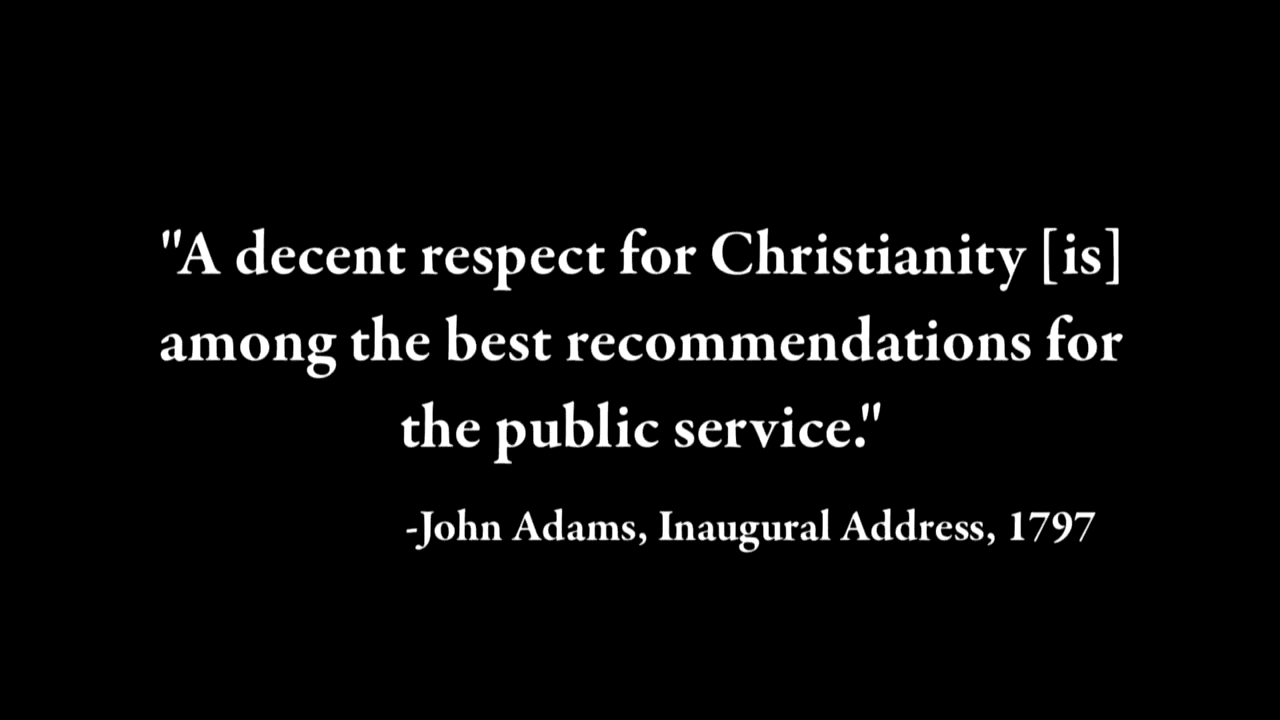 "A decent respect for Christianity [is]
among the best recommendations for
the public service."
-John Adams, Inaugural Address, 1797